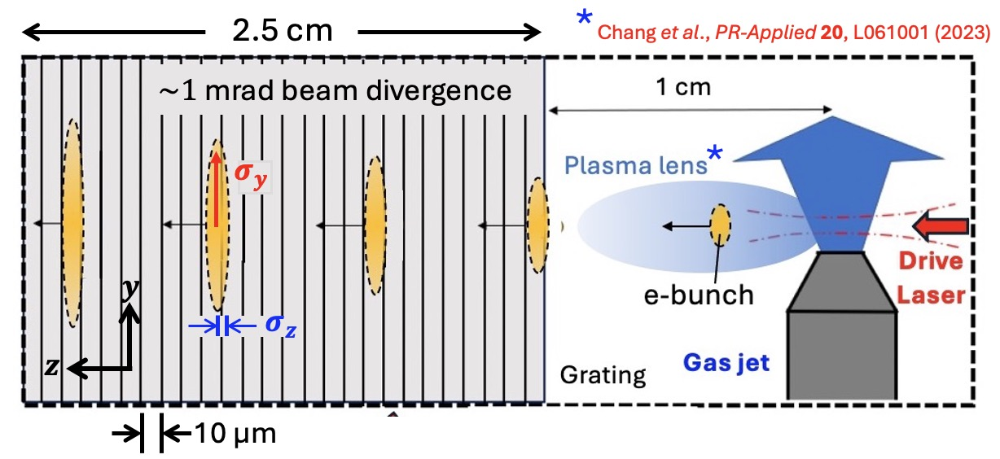 2.5 cm
* Chang et al., PR-Applied 20, L061001 (2023)
~1 mrad beam divergence
1 cm
Plasma lens*
σy
y
σz
z
e-bunch
Drive
Laser
Gas jet
Grating
10 μm